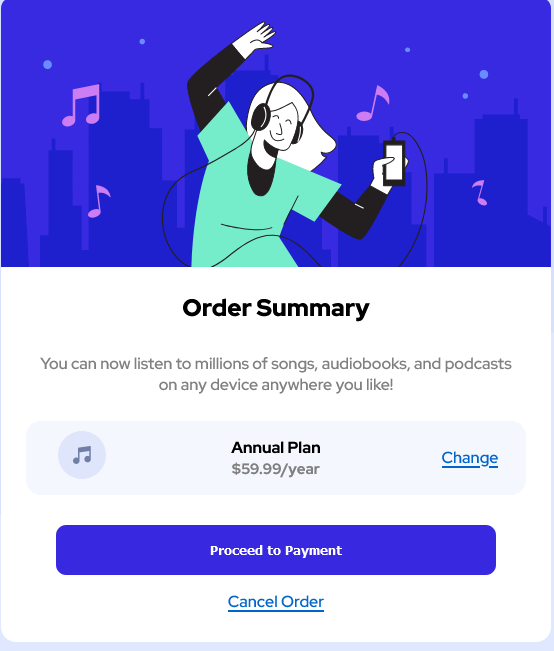 Order Summary
You can now listen to millions of songs, audiobooks, and podcasts
on any device anywhere you like!
Annual Plan
$59.99/year
Change
Proceed to Payment
Cancel Order